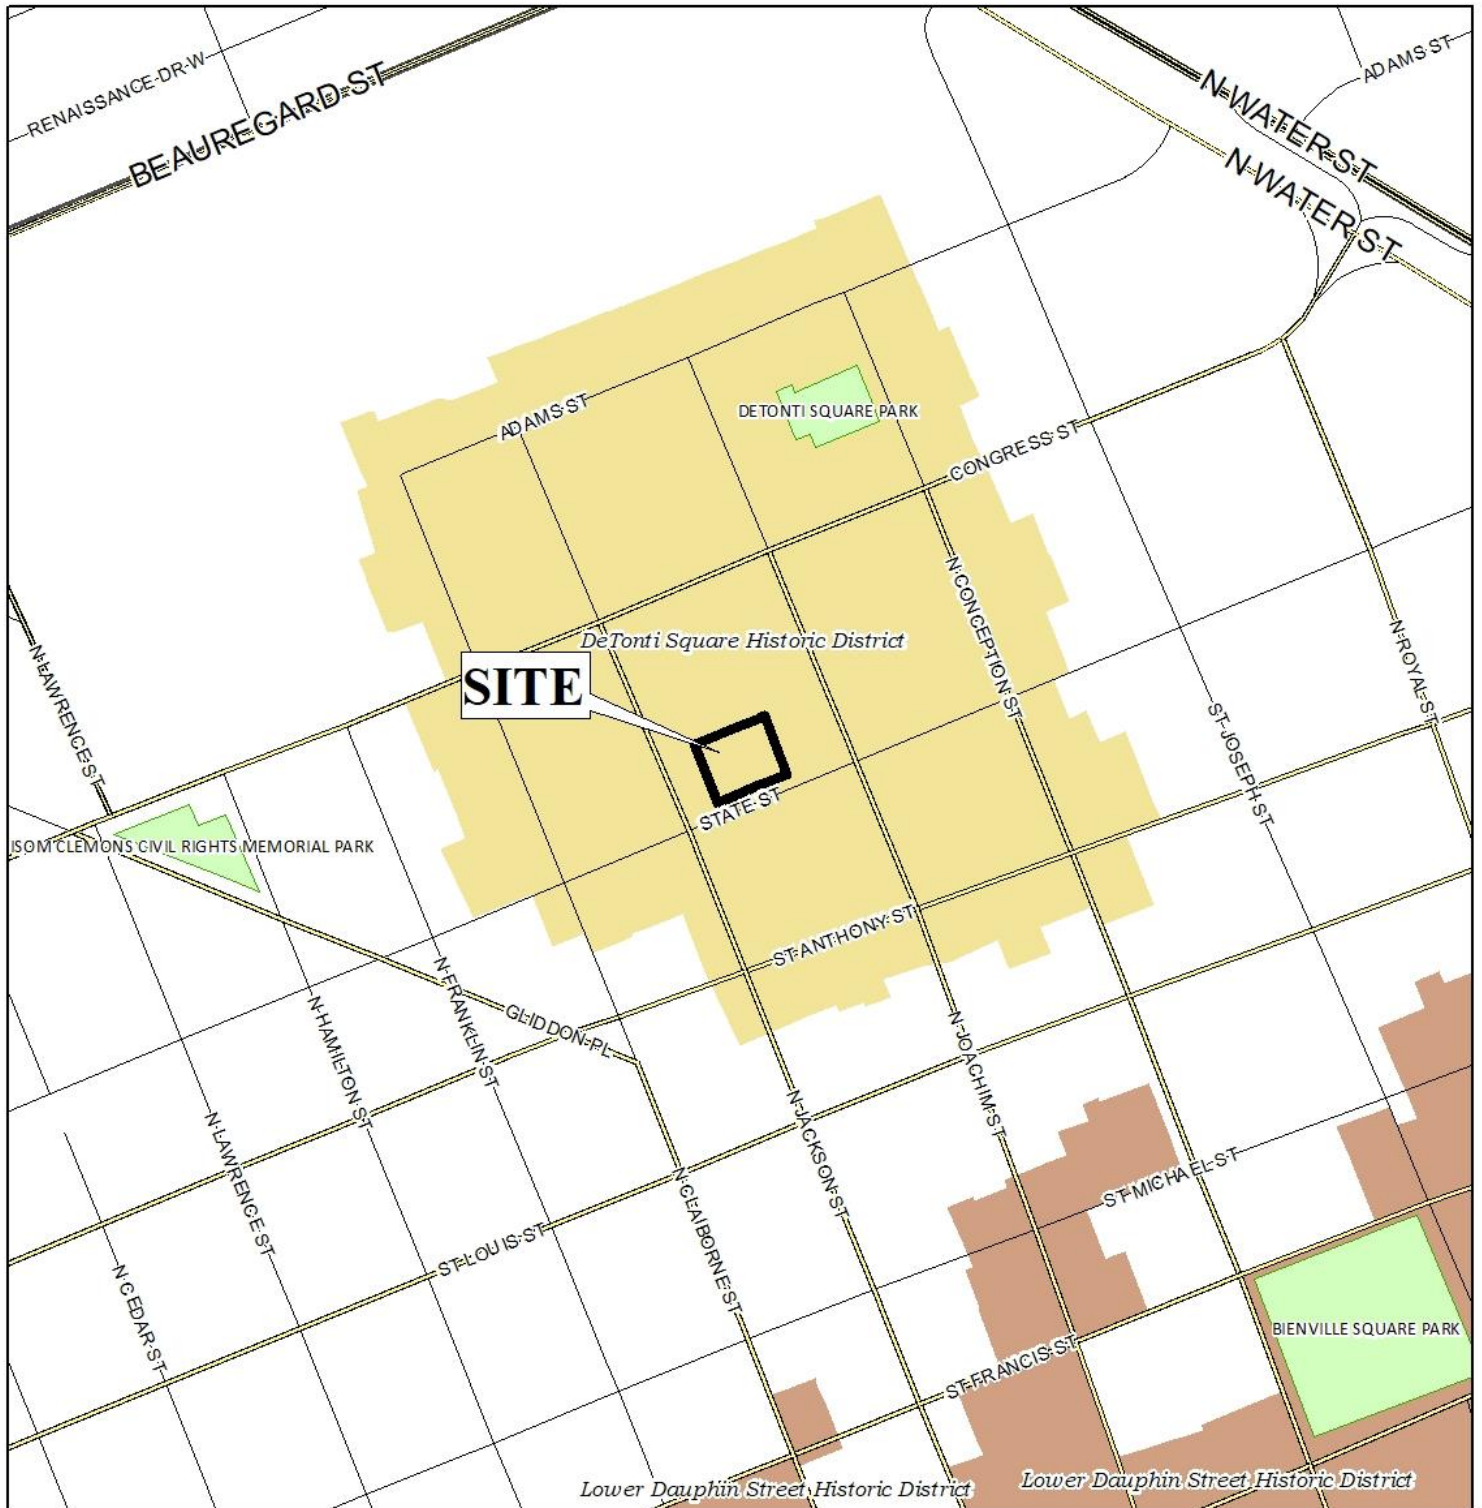 RENAISSANCE DR W
BEAUREGARD ST
ADAMS ST
N WATER ST
N WATER ST
ADAMS ST
DETONTI SQUARE PARK
CONGRESS ST
N CONCEPTION ST
DeTonti Square Historic District
SITE
N LAWRENCE ST
N ROYAL ST
ST JOSEPH ST
STATE ST
ISOM CLEMONS CIVIL RIGHTS MEMORIAL PARK
ST ANTHONY ST
N FRANKLIN ST
N HAMILTON ST
GLIDDON PL
N JOACHIM ST
N JACKSON ST
N LAWRENCE ST
ST MICHAEL ST
N CLAIBORNE ST
ST LOUIS ST
N CEDAR ST
BIENVILLE SQUARE PARK
ST FRANCIS ST
Lower Dauphin Street Historic District
Lower Dauphin Street Historic District